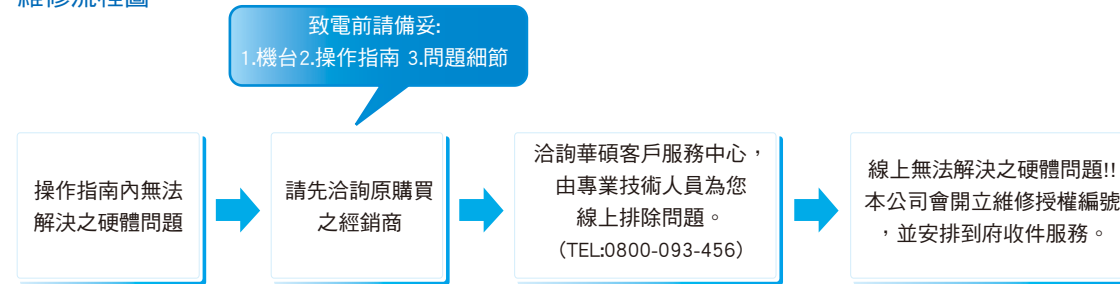 維修流程圖
致電前請備妥:
1.機台2.操作指南 3.問題細節
操作指南內無法
解決之硬體問題
請先洽詢原購買
之經銷商
洽詢華碩客戶服務中心，
由專業技術人員為您
線上排除問題。
(TEL:0800-093-456)
線上無法解決之硬體問題!!
本公司會開立維修授權編號
，並安排到府收件服務。